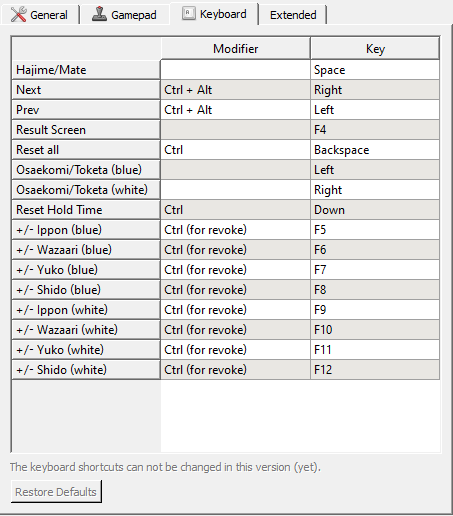 General Gamepad Keyboard Extended
Modifier Key
Hajime/Mate Space
Next Ctrl + Alt Right
Prev Ctrl + Alt Left
Result Screen F4
Reset all Ctrl Backspace
Osaekomi/Toketa (blue) Left
Osaekomi/Toketa (white) Right
Reset Hold Time Ctrl Down
+/- Ippon (blue) Ctrl (for revoke) F5
+/- Wazaari (blue) Ctrl (for revoke) F6
+/- Yuko (blue) Ctrl (for revoke) F7
+/- Shido (blue) Ctrl (for revoke) F8
+/- Ippon (white) Ctrl (for revoke) F9
+/- Wazaari (white) Ctrl (for revoke) F10
+/- Yuko (white) Ctrl (for revoke) F11
+/- Shido (white) Ctrl (for revoke) F12
The keyboard shortcuts can not be changed in this version (yet).
Restore Defaults